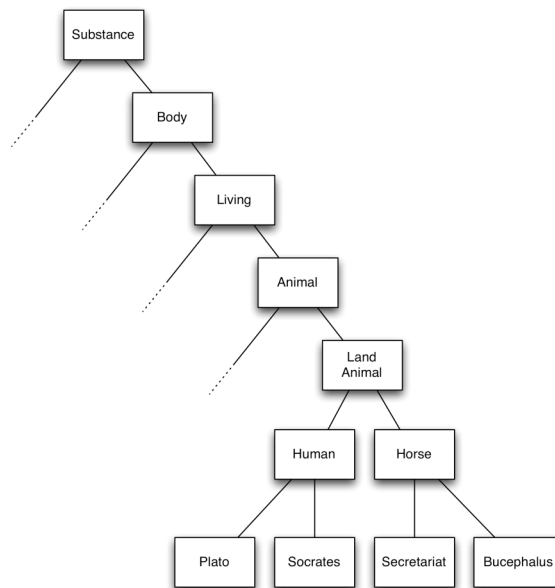 Substance
Body
Living
Animal
Land
Animal
Human
Horse
Plato
Socrates
Secretariat
Bucephalus